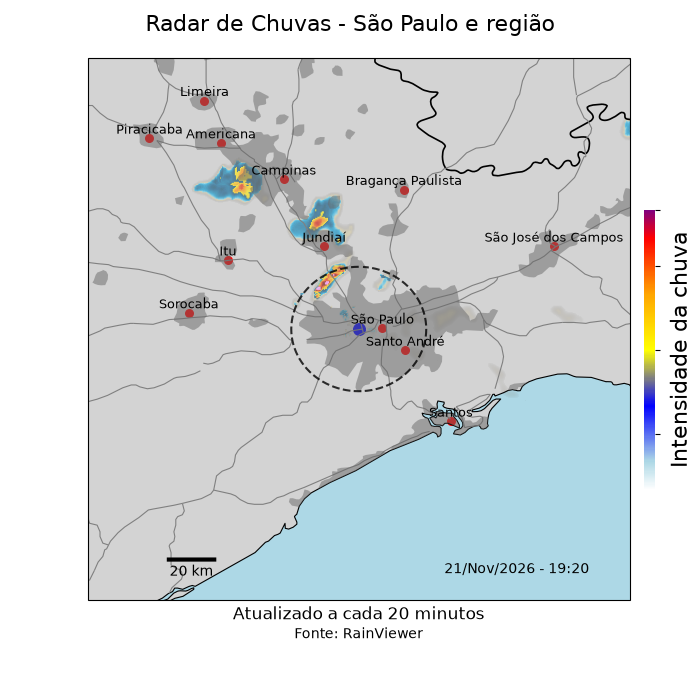 Radar de Chuvas - São Paulo e região
Limeira
Piracicaba
Americana
Campinas
Bragança Paulista
Jundiaí
São José dos Campos
Itu
Sorocaba
São Paulo
Santo André
Santos
Intensidade da chuva
20 km
21/Nov/2026 - 19:20
Atualizado a cada 20 minutos
Fonte: RainViewer